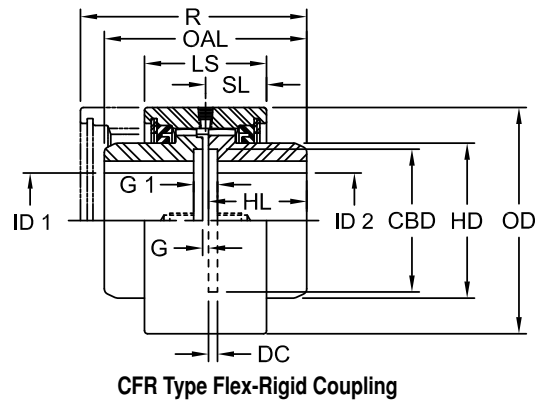 R
OAL
LS
SL
G 1
HL
ID 1
ID 2
CBD
HD
OD
G
DC
CFR Type Flex-Rigid Coupling